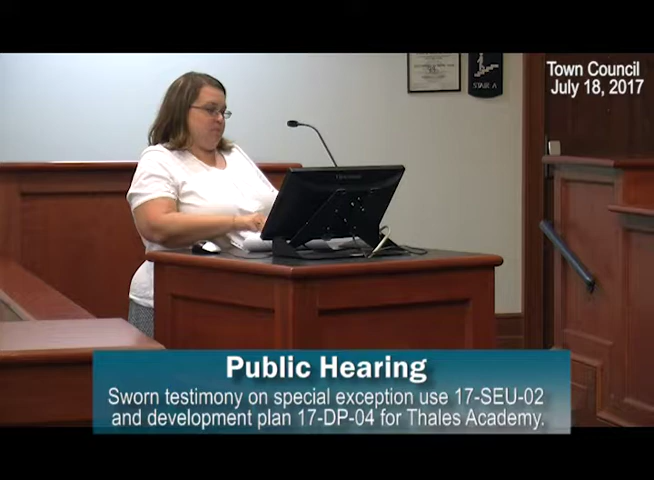 Town Council
July 18, 2017
STAIR A
Public Hearing
Sworn testimony on special exception use 17-SEU-02
and development plan 17-DP-04 for Thales Academy.